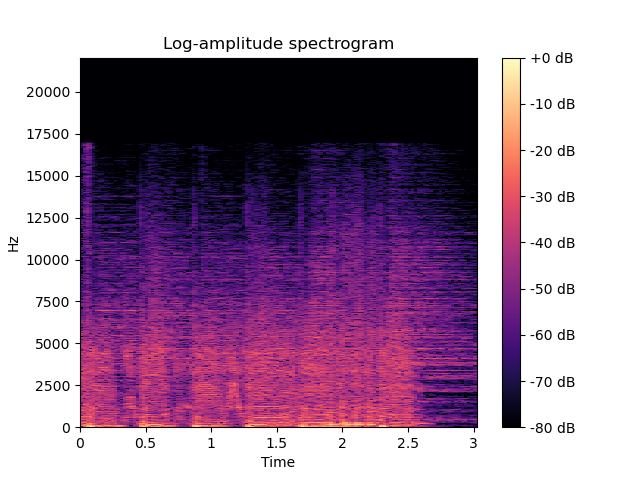 Log-amplitude spectrogram
20000
17500
15000
12500
10000
7500
5000
2500
0
Hz
0
0.5
1
1.5
2
2.5
3
Time
+0 dB
-10 dB
-20 dB
-30 dB
-40 dB
-50 dB
-60 dB
-70 dB
-80 dB